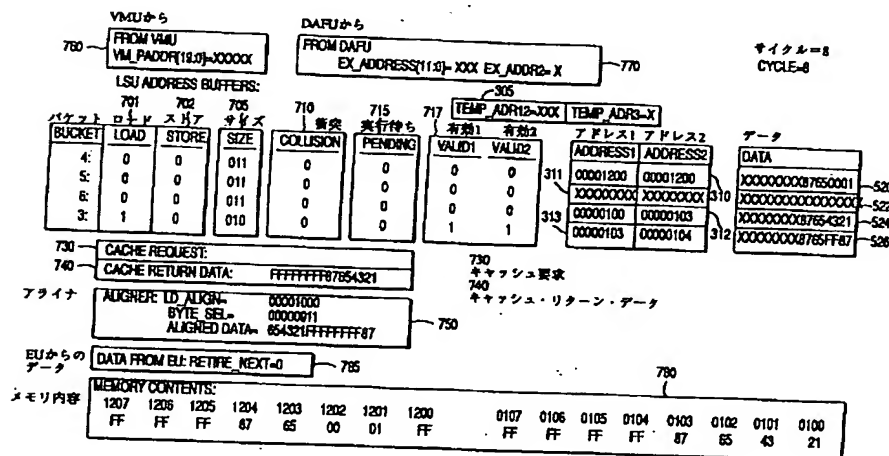 VMUから
DAFUから
760
FROM VMU
VM_PADDR[19:0]=XXXXX
FROM DAFU
EX_ADDRESS[11:0]= XXX EX_ADDR2= X
770
サイクル=8
CYCLE=8
LSU ADDRESS BUFFERS:
305
TEMP_ADR12=XXX TEMP_ADR3=X
701 702 705 710 715 717
バケット ロード ストア サイズ 衝突 実行待ち 有効1 有効2 アドレス1 アドレス2 データ
BUCKET LOAD STORE SIZE COLLISION PENDING VALID1 VALID2 ADDRESS1 ADDRESS2 DATA
4: 0 0 011 0 0 0 0 00001200 00001200 XXXXXXXX87650001
5: 0 0 011 0 0 0 0 XXXXXXXX XXXXXXXX XXXXXXXXXXXXXXXX
6: 0 0 011 0 0 0 0 00000100 00000103 XXXXXXXX87654321
3: 1 0 010 0 0 1 1 00000103 00000104 XXXXXXXX8765FF87
311 310 313 312
520
522
524
526
730 CACHE REQUEST:
740 CACHE RETURN DATA: FFFFFFFF87654321
730
キャッシュ要求
740
キャッシュ・リターン・データ
アライナ
ALIGNER: LD_ALIGN= 00001000
BYTE_SEL= 00000011
ALIGNED DATA= 654321FFFFFFFF87
750
EUからの
データ
DATA FROM EU: RETIRE_NEXT=0
785
780
メモリ内容
MEMORY CONTENTS:
1207 1206 1205 1204 1203 1202 1201 1200 0107 0106 0105 0104 0103 0102 0101 0100
FF FF FF 87 65 00 01 FF FF FF FF FF 87 65 43 21